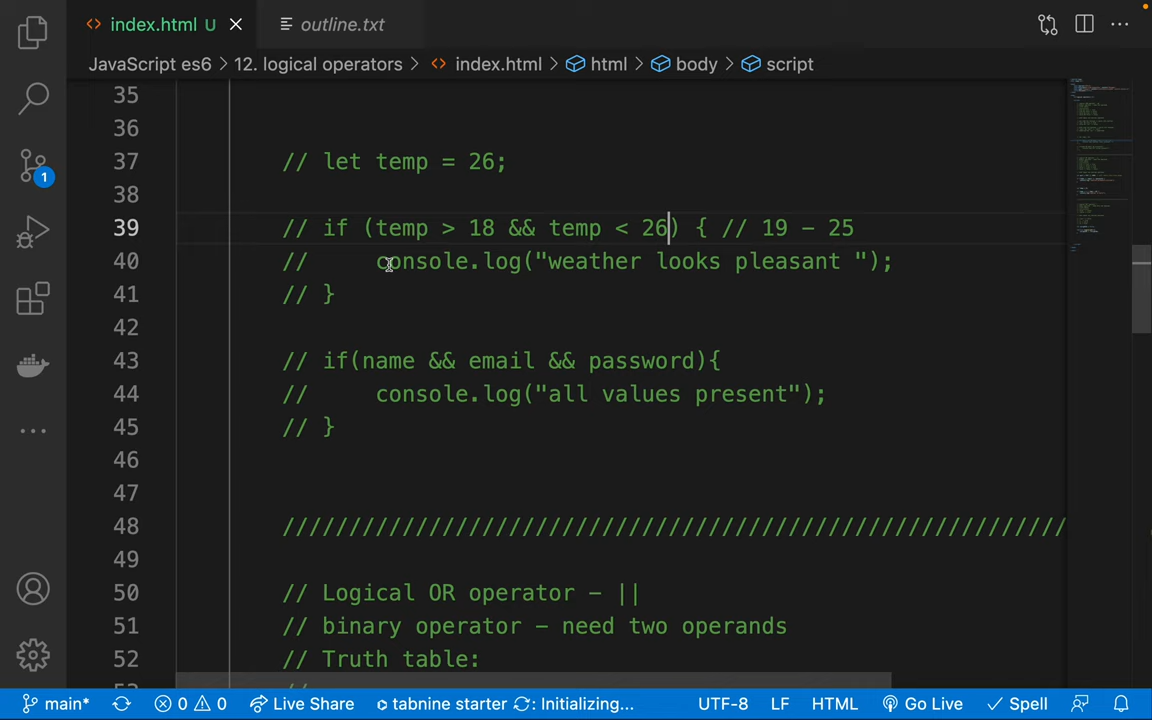 index.html U
outline.txt
JavaScript es6 > 12. logical operators > index.html > html > body > script
35
36
37 // let temp = 26;
38
39 // if (temp > 18 && temp < 26) { // 19 - 25
40 //     console.log("weather looks pleasant ");
41 // }
42
43 // if(name && email && password){
44 //     console.log("all values present");
45 // }
46
47
48 ///////////////////////////////////////////////////////////
49
50 // Logical OR operator - ||
51 // binary operator - need two operands
52 // Truth table:
1
main* 0 0 Live Share tabnine starter : Initializing... UTF-8 LF HTML Go Live Spell